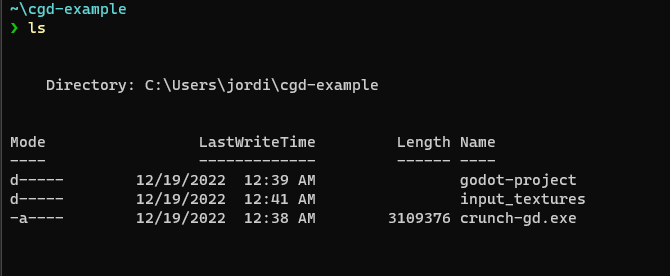 ~\cgd-example
❯ ls
Directory: C:\Users\jordi\cgd-example
Mode                 LastWriteTime         Length Name
----                 -------------         ------ ----
d-----        12/19/2022  12:39 AM                godot-project
d-----        12/19/2022  12:41 AM                input_textures
-a----        12/19/2022  12:38 AM        3109376 crunch-gd.exe